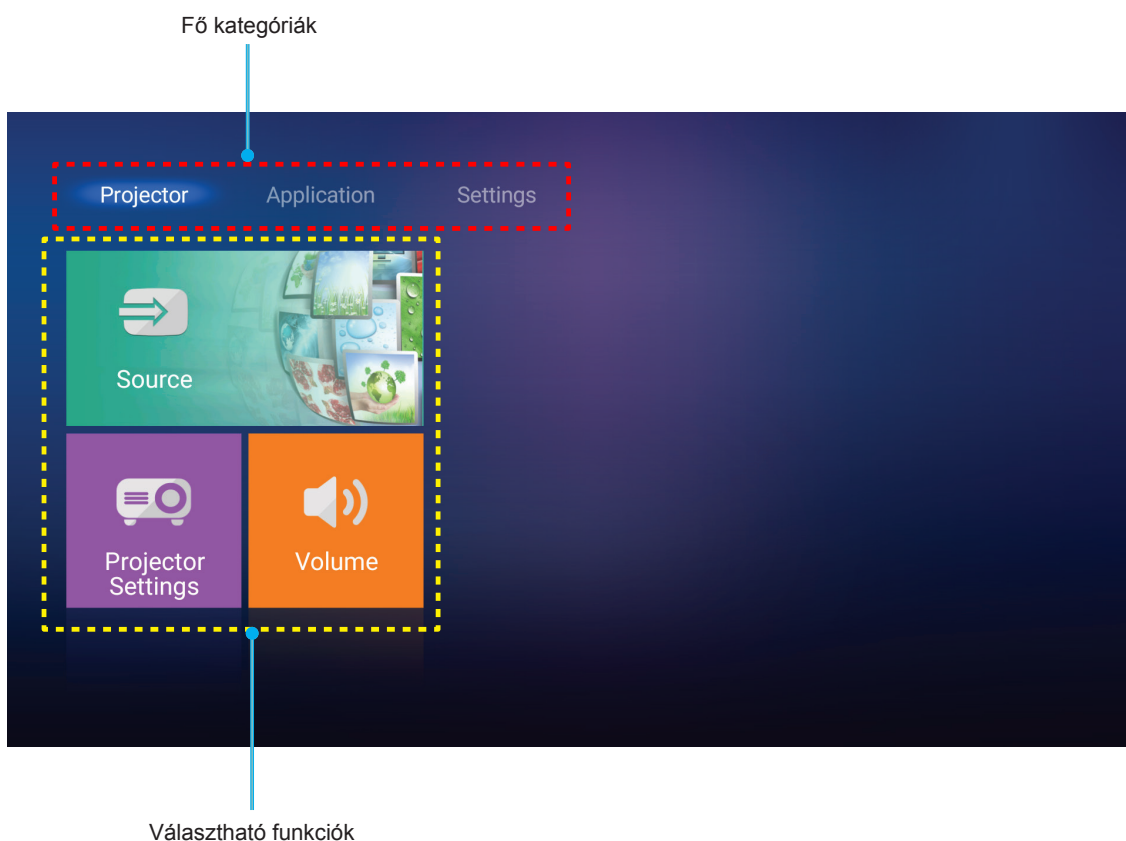 Fő kategóriák
Projector Application Settings
Source
Projector
Settings
Volume
Választható funkciók